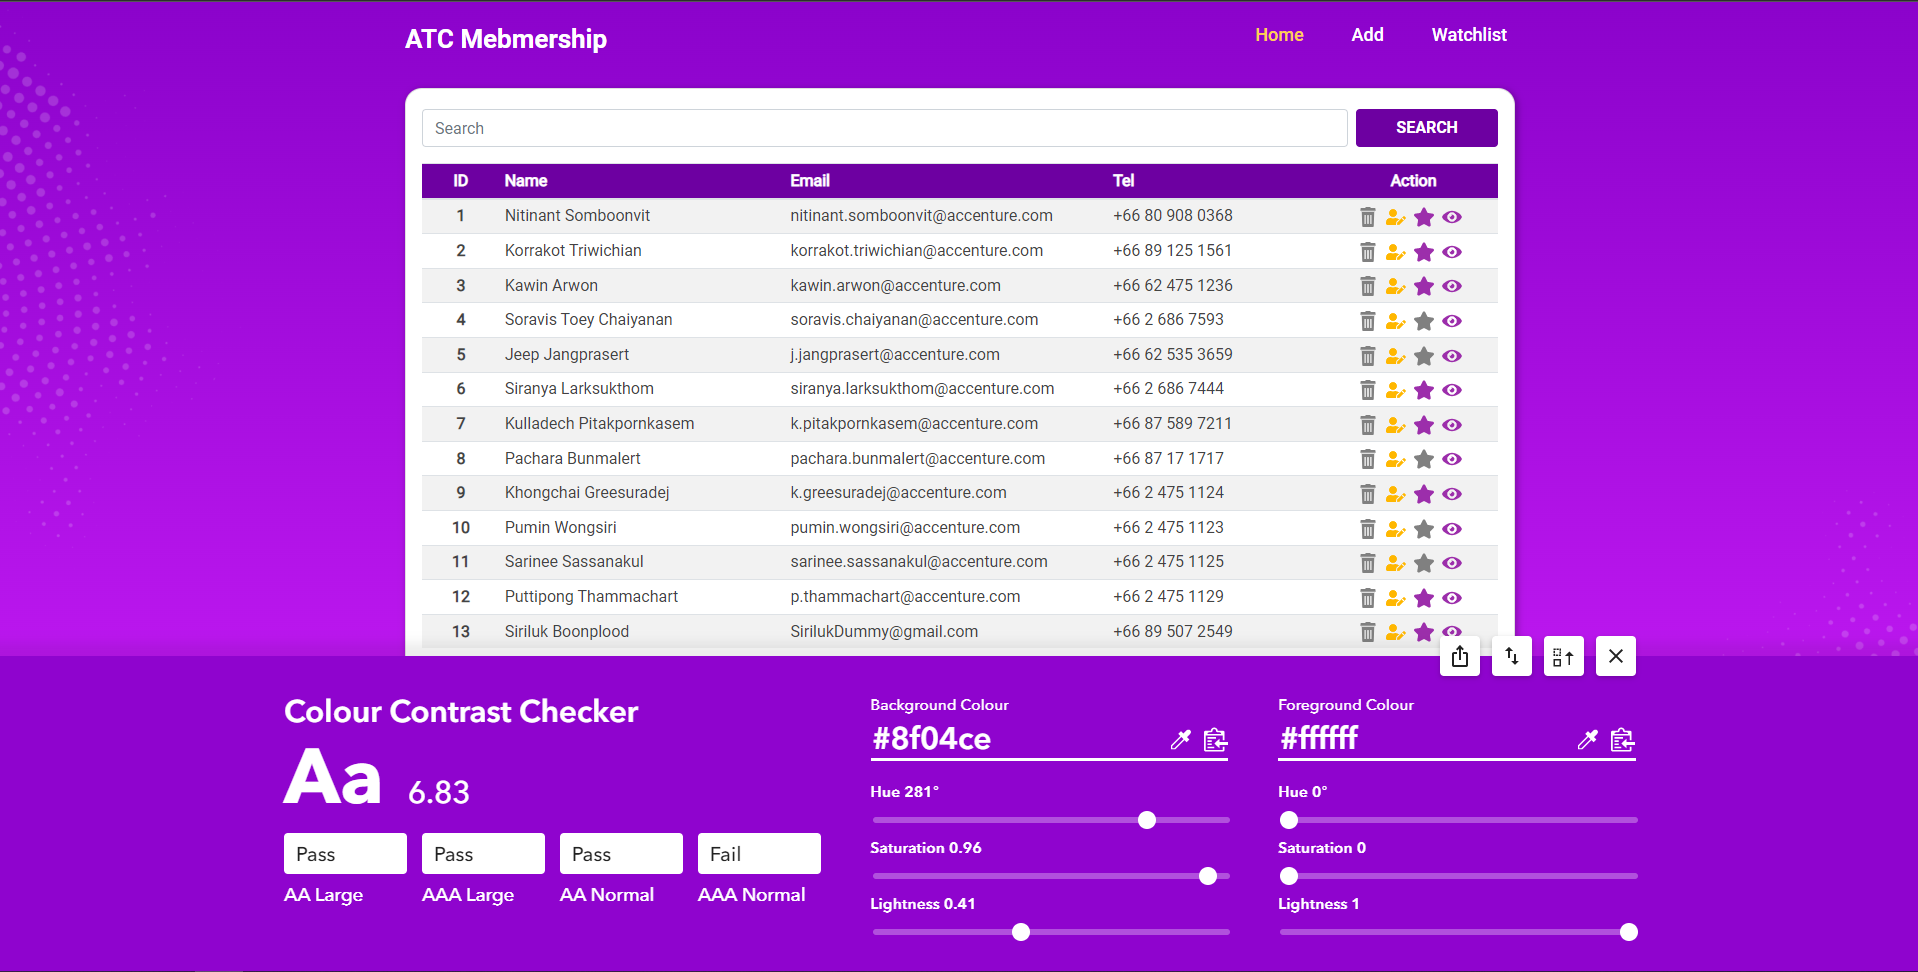 ATC Mebmership
Home Add Watchlist
Search SEARCH
ID Name Email Tel Action
1 Nitinant Somboonvit nitinant.somboonvit@accenture.com +66 80 908 0368
2 Korrakot Triwichian korrakot.triwichian@accenture.com +66 89 125 1561
3 Kawin Arwon kawin.arwon@accenture.com +66 62 475 1236
4 Soravis Toey Chaiyanan soravis.chaiyanan@accenture.com +66 2 686 7593
5 Jeep Jangprasert j.jangprasert@accenture.com +66 62 535 3659
6 Siranya Larksukthom siranya.larksukthom@accenture.com +66 2 686 7444
7 Kulladech Pitakpornkasem k.pitakpornkasem@accenture.com +66 87 589 7211
8 Pachara Bunmalert pachara.bunmalert@accenture.com +66 87 17 1717
9 Khongchai Greesuradej k.greesuradej@accenture.com +66 2 475 1124
10 Pumin Wongsiri pumin.wongsiri@accenture.com +66 2 475 1123
11 Sarinee Sassanakul sarinee.sassanakul@accenture.com +66 2 475 1125
12 Puttipong Thammachart p.thammachart@accenture.com +66 2 475 1129
13 Siriluk Boonplood SirilukDummy@gmail.com +66 89 507 2549
Colour Contrast Checker
Aa 6.83
Pass Pass Pass Fail
AA Large AAA Large AA Normal AAA Normal
Background Colour
#8f04ce
Hue 281°
Saturation 0.96
Lightness 0.41
Foreground Colour
#ffffff
Hue 0°
Saturation 0
Lightness 1